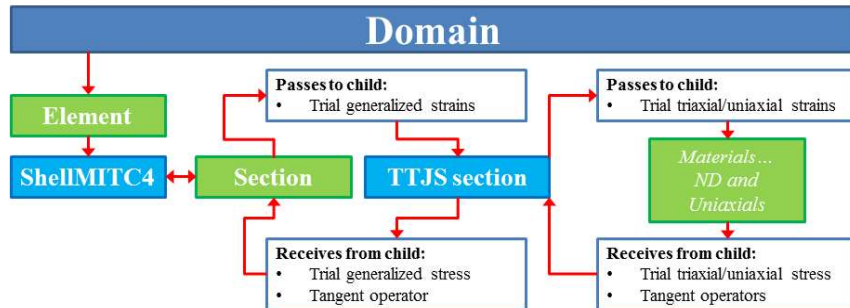 Domain
Passes to child:
• Trial generalized strains
Passes to child:
• Trial triaxial/uniaxial strains
Element
ShellMITC4
Section
TTJS section
Materials...
ND and
Uniaxials
Receives from child:
• Trial generalized stress
• Tangent operator
Receives from child:
• Trial triaxial/uniaxial stress
• Tangent operators